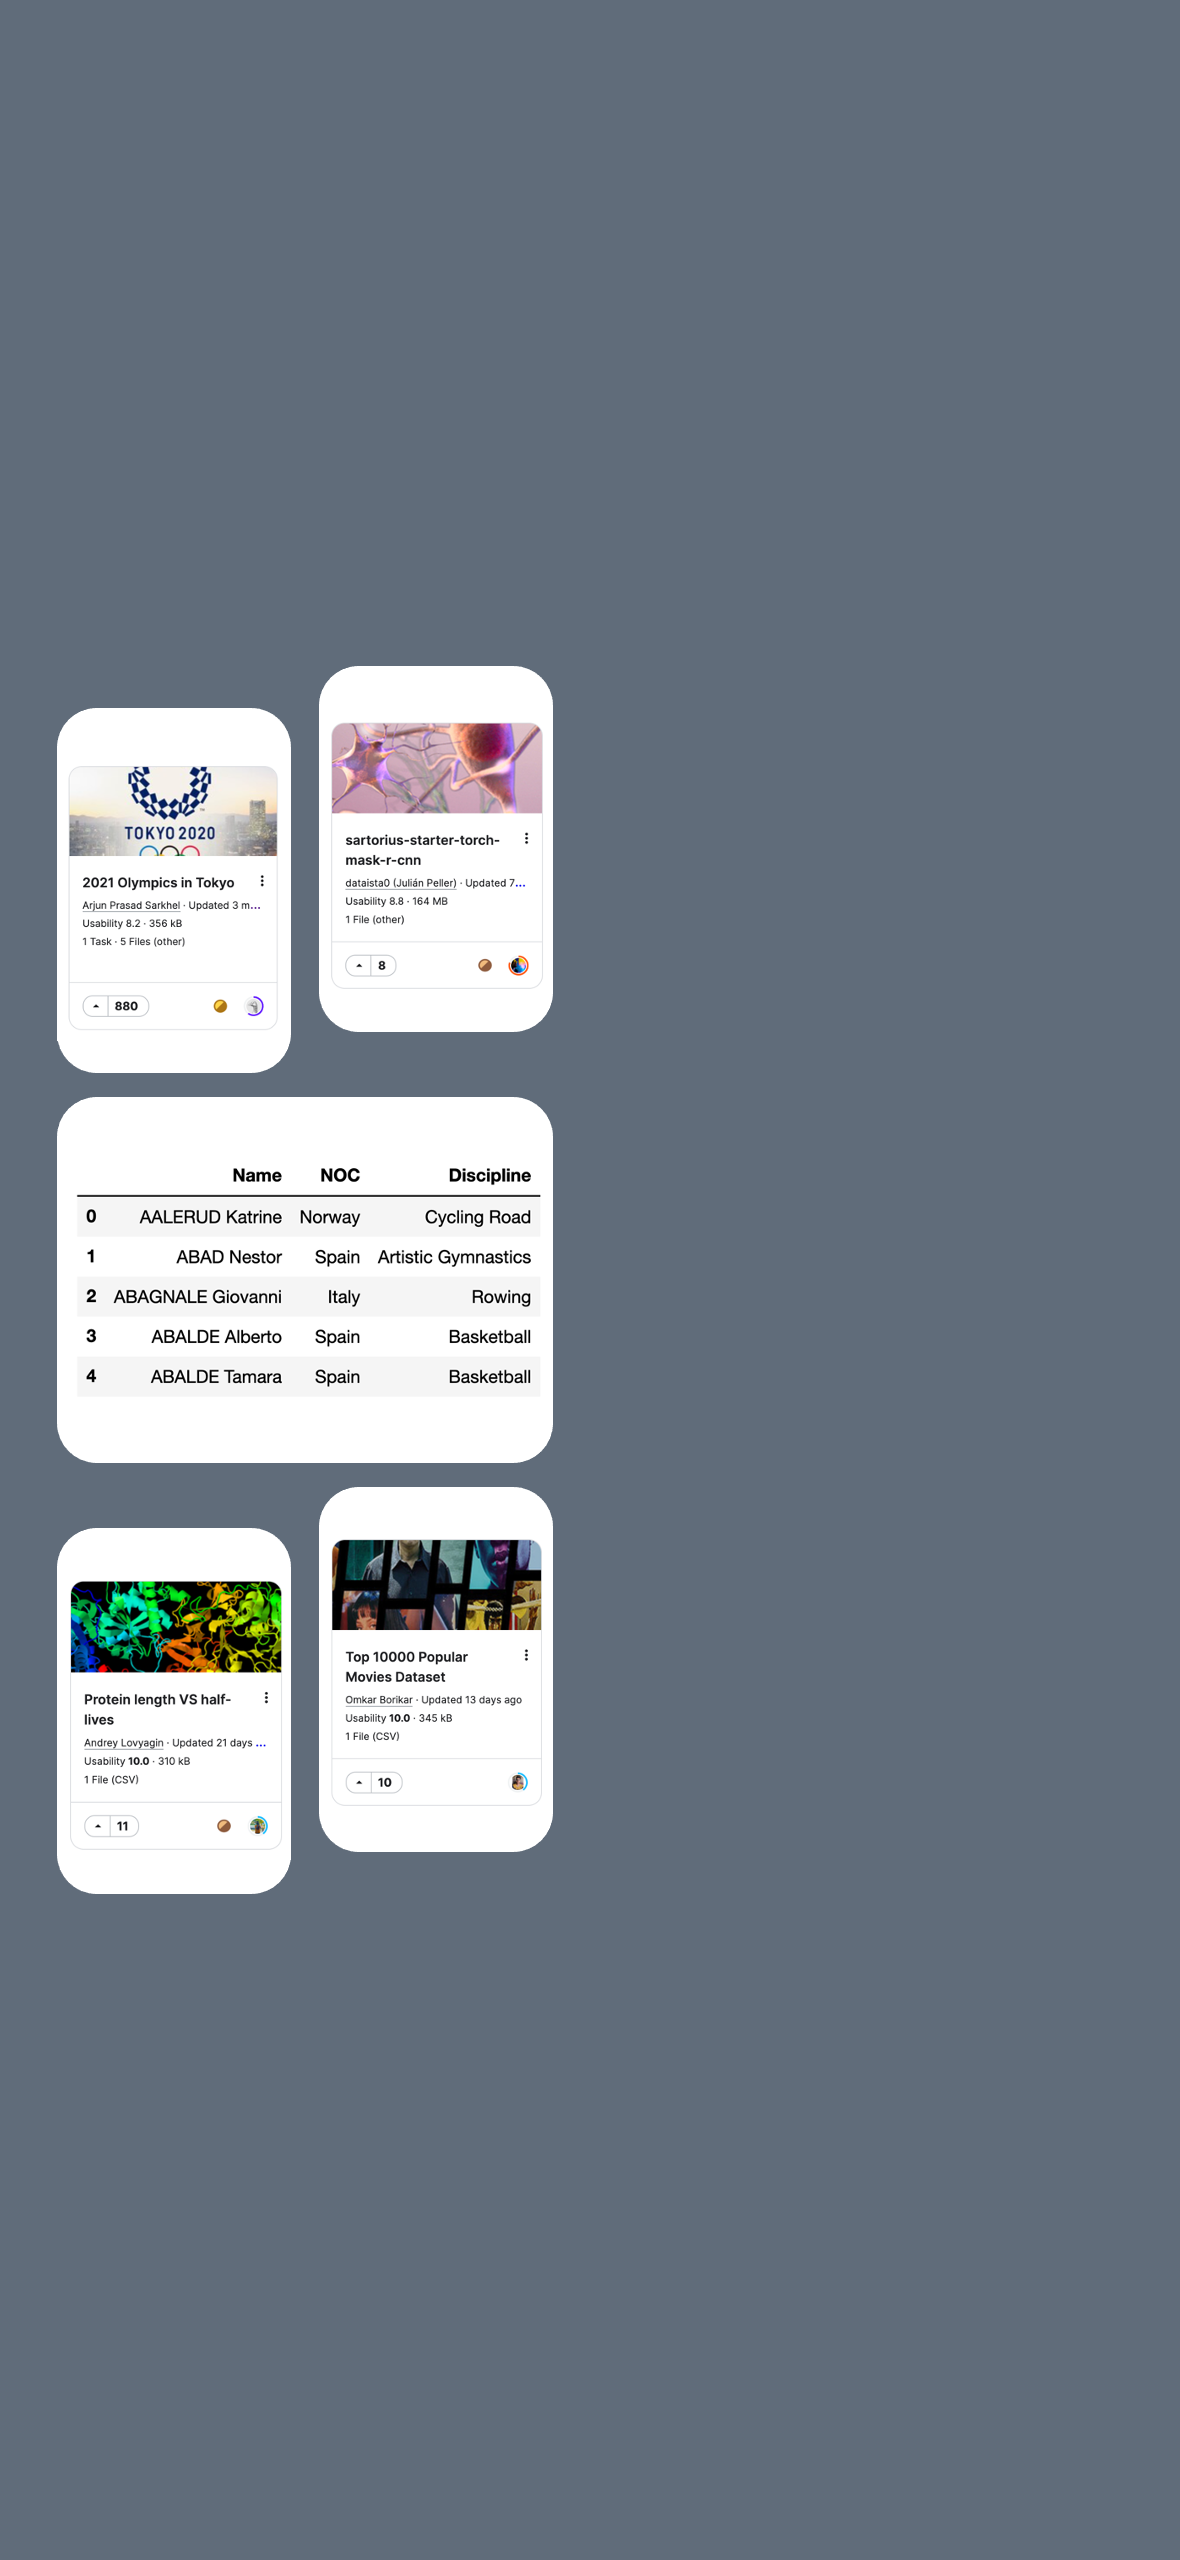 TOKYO 2020
2021 Olympics in Tokyo
Arjun Prasad Sarkhel · Updated 3 m...
Usability 8.2 · 356 kB
1 Task · 5 Files (other)
880
sartorius-starter-torch-
mask-r-cnn
dataista0 (Julián Peller) · Updated 7...
Usability 8.8 · 164 MB
1 File (other)
8
Name NOC Discipline
0 AALERUD Katrine Norway Cycling Road
1 ABAD Nestor Spain Artistic Gymnastics
2 ABAGNALE Giovanni Italy Rowing
3 ABALDE Alberto Spain Basketball
4 ABALDE Tamara Spain Basketball
Protein length VS half-
lives
Andrey Lovyagin · Updated 21 days ...
Usability 10.0 · 310 kB
1 File (CSV)
11
Top 10000 Popular
Movies Dataset
Omkar Borikar · Updated 13 days ago
Usability 10.0 · 345 kB
1 File (CSV)
10